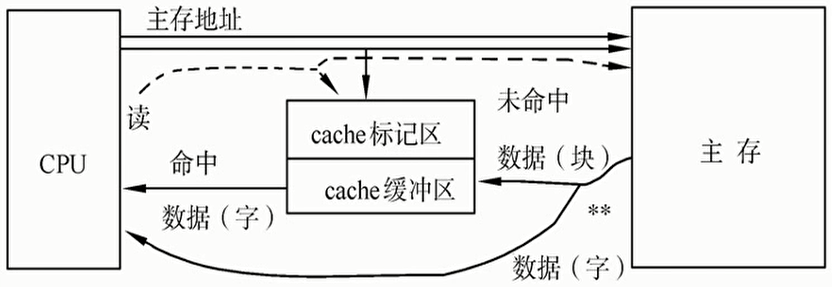 主存地址
读
未命中
cache标记区
CPU
命中
数据（块）
主 存
cache缓冲区
数据（字）
**
数据（字）